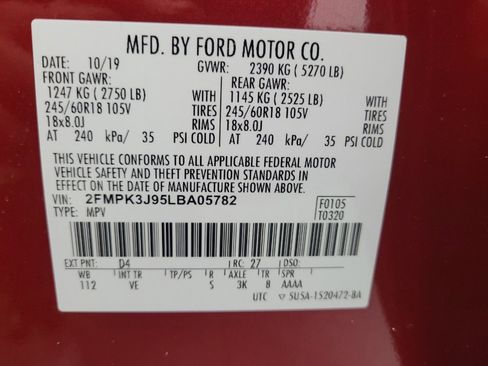 MFD. BY FORD MOTOR CO.
DATE: 10/19 GVWR: 2390 KG ( 5270 LB)
FRONT GAWR: REAR GAWR:
1247 KG ( 2750 LB) WITH 1145 KG ( 2525 LB) WITH
245/60R18 105V TIRES 245/60R18 105V TIRES
18x8.0J RIMS 18x8.0J RIMS
AT 240 kPa/ 35 PSI COLD AT 240 kPa/ 35 PSI COLD
THIS VEHICLE CONFORMS TO ALL APPLICABLE FEDERAL MOTOR
VEHICLE SAFETY AND THEFT PREVENTION STANDARDS IN
EFFECT ON THE DATE OF MANUFACTURE SHOWN ABOVE.
VIN: 2FMPK3J95LBA05782 F0105
TYPE: MPV T0320
EXT PNT: D4 RC: 27 DSO:
WB INT TR TP/PS R AXLE TR SPR
112 VE S 3K 8 AAAA
UTC ▽ 5U5A-1520472-BA